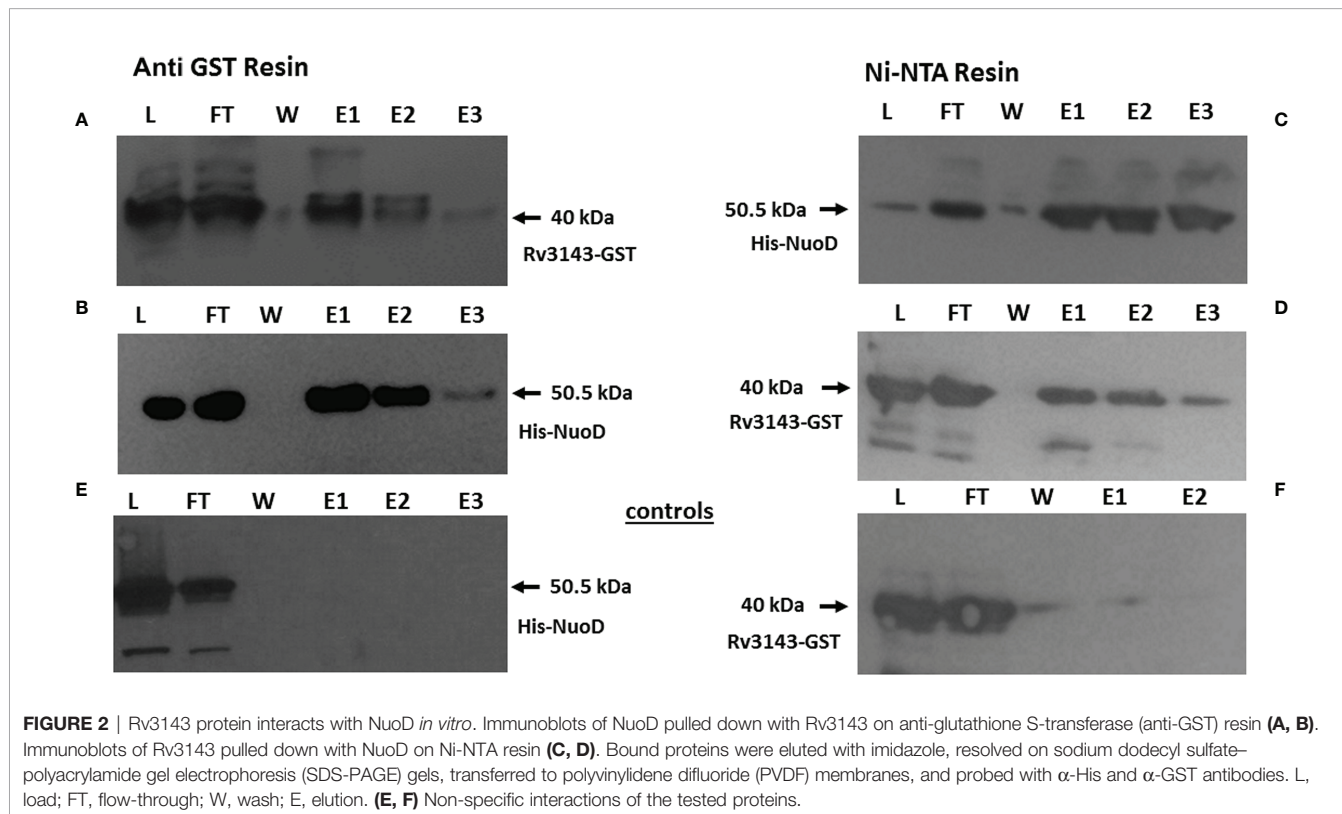 Anti GST Resin
A
L FT W E1 E2 E3
← 40 kDa
Rv3143-GST
B
L FT W E1 E2 E3
← 50.5 kDa
His-NuoD
E
L FT W E1 E2 E3
← 50.5 kDa
His-NuoD
controls
Ni-NTA Resin
L FT W E1 E2 E3
C
50.5 kDa →
His-NuoD
L FT W E1 E2 E3
D
40 kDa →
Rv3143-GST
L FT W E1 E2
F
40 kDa →
Rv3143-GST
FIGURE 2 | Rv3143 protein interacts with NuoD in vitro. Immunoblots of NuoD pulled down with Rv3143 on anti-glutathione S-transferase (anti-GST) resin (A, B).
Immunoblots of Rv3143 pulled down with NuoD on Ni-NTA resin (C, D). Bound proteins were eluted with imidazole, resolved on sodium dodecyl sulfate–
polyacrylamide gel electrophoresis (SDS-PAGE) gels, transferred to polyvinylidene difluoride (PVDF) membranes, and probed with α-His and α-GST antibodies. L,
load; FT, flow-through; W, wash; E, elution. (E, F) Non-specific interactions of the tested proteins.